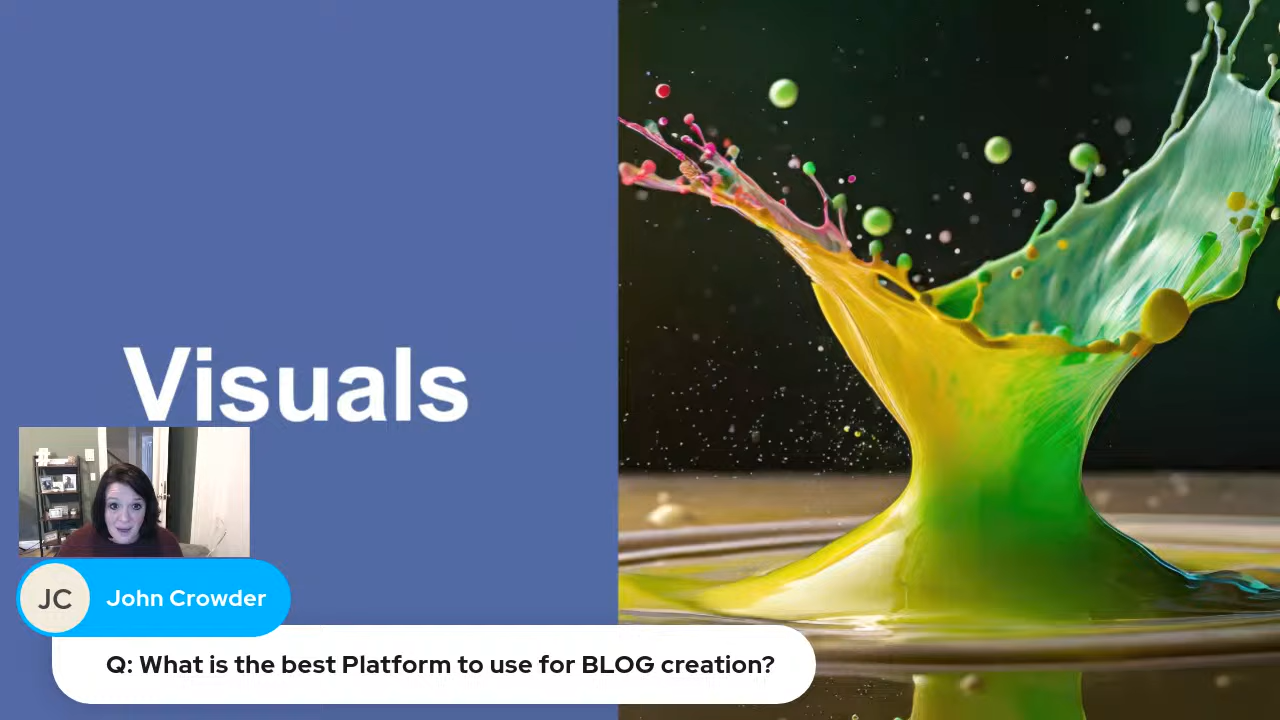 Visuals
JC
John Crowder
Q: What is the best Platform to use for BLOG creation?